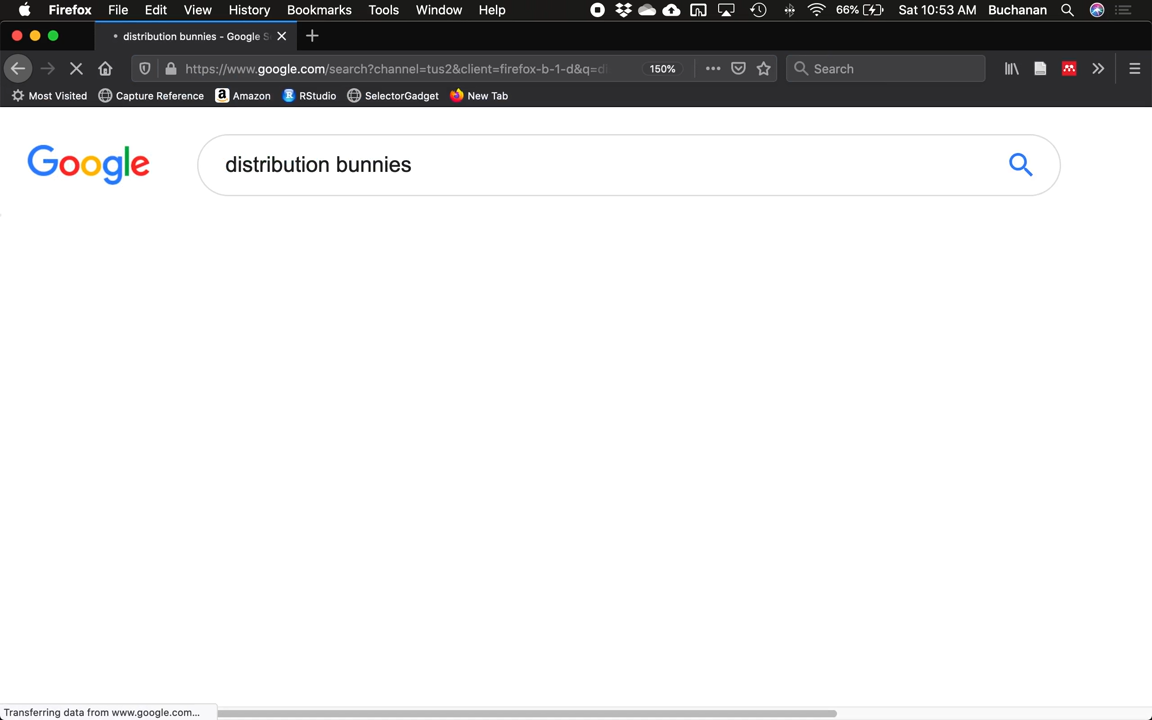 Firefox File Edit View History Bookmarks Tools Window Help 66% Sat 10:53 AM Buchanan
distribution bunnies - Google S
https://www.google.com/search?channel=tus2&client=firefox-b-1-d&q=d 150% Search
Most Visited Capture Reference a Amazon R RStudio SelectorGadget New Tab
Google distribution bunnies
Transferring data from www.google.com...